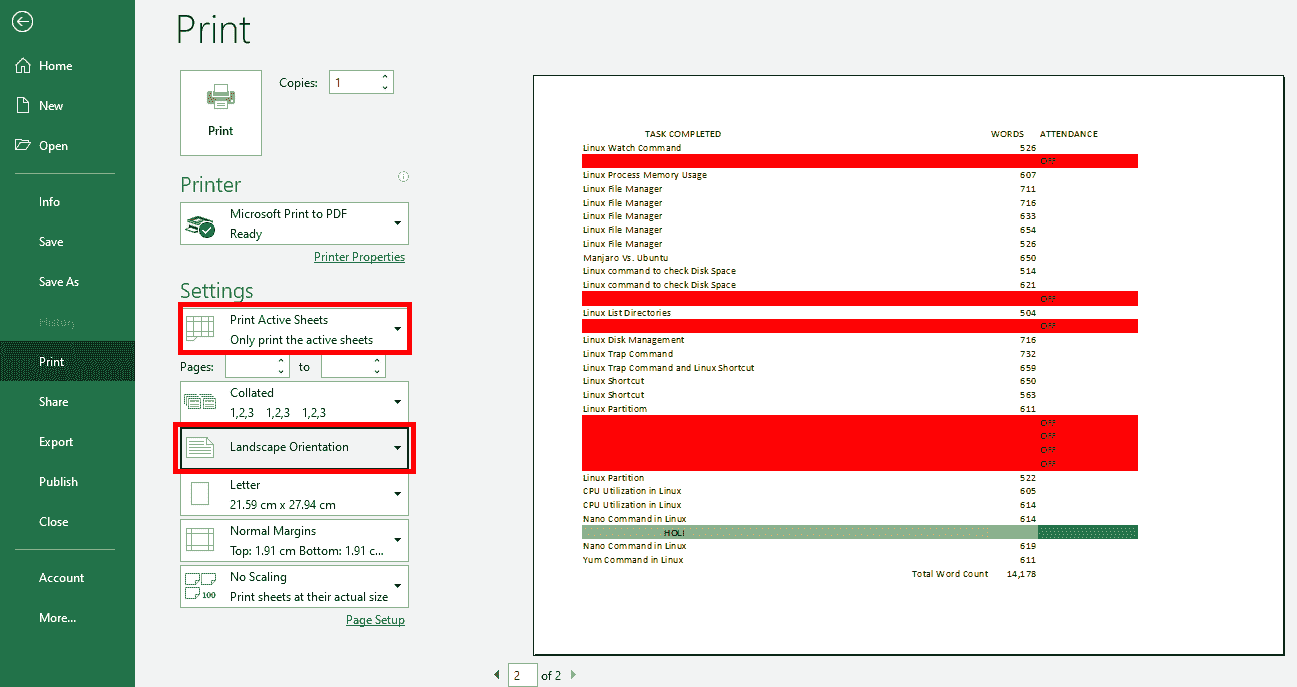 Print
Home
New
Open
Info
Save
Save As
History
Print
Share
Export
Publish
Close
Account
More...
Copies: 1
Print
Printer
Microsoft Print to PDF
Ready
Printer Properties
Settings
Print Active Sheets
Only print the active sheets
Pages: to
Collated
1,2,3 1,2,3 1,2,3
Landscape Orientation
Letter
21.59 cm x 27.94 cm
Normal Margins
Top: 1.91 cm Bottom: 1.91 c...
No Scaling
100 Print sheets at their actual size
Page Setup
TASK COMPLETED WORDS ATTENDANCE
Linux Watch Command 526
OFF
Linux Process Memory Usage 607
Linux File Manager 711
Linux File Manager 716
Linux File Manager 633
Linux File Manager 654
Linux File Manager 526
Manjaro Vs. Ubuntu 650
Linux command to check Disk Space 514
Linux command to check Disk Space 621
OFF
Linux List Directories 504
OFF
Linux Disk Management 716
Linux Trap Command 732
Linux Trap Command and Linux Shortcut 659
Linux Shortcut 650
Linux Shortcut 563
Linux Partitiom 611
OFF
OFF
OFF
OFF
Linux Partition 522
CPU Utilization in Linux 605
CPU Utilization in Linux 614
Nano Command in Linux 614
HOLI
Nano Command in Linux 619
Yum Command in Linux 611
Total Word Count 14,178
2 of 2